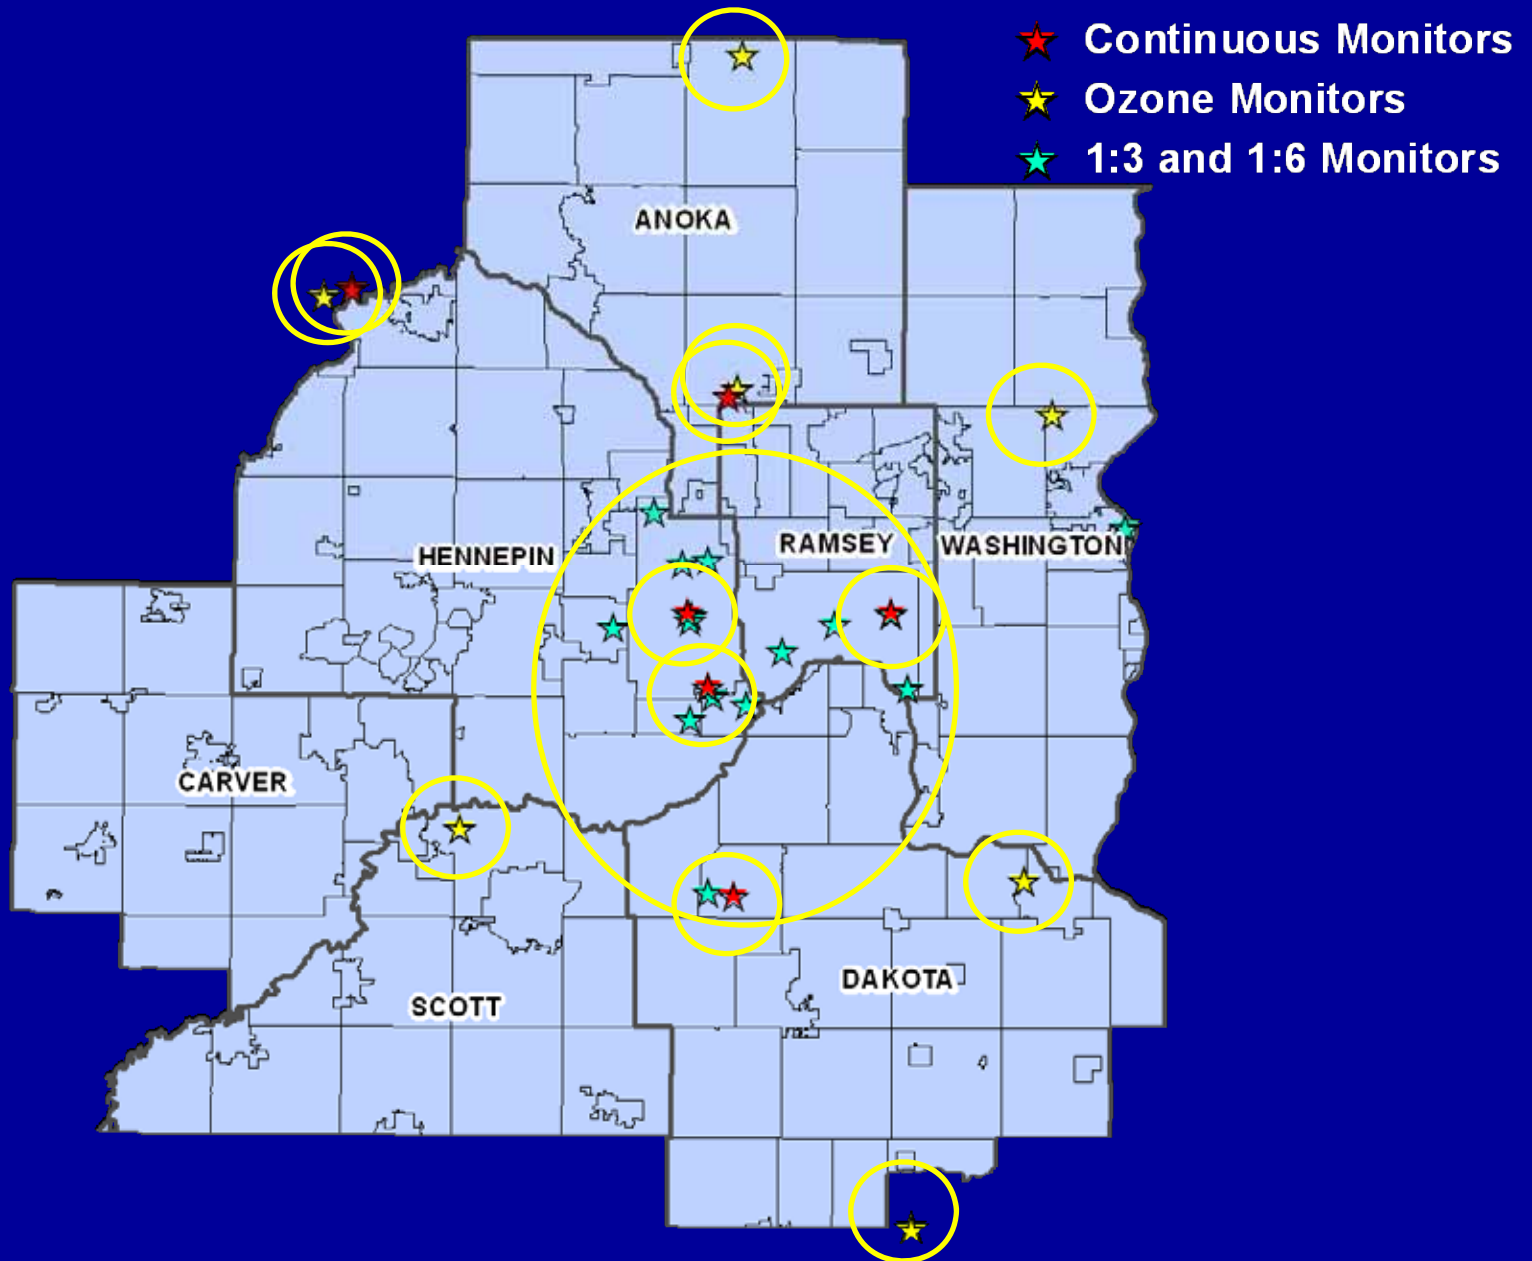 Continuous Monitors
Ozone Monitors
1:3 and 1:6 Monitors
ANOKA
HENNEPIN
RAMSEY
WASHINGTON
CARVER
SCOTT
DAKOTA